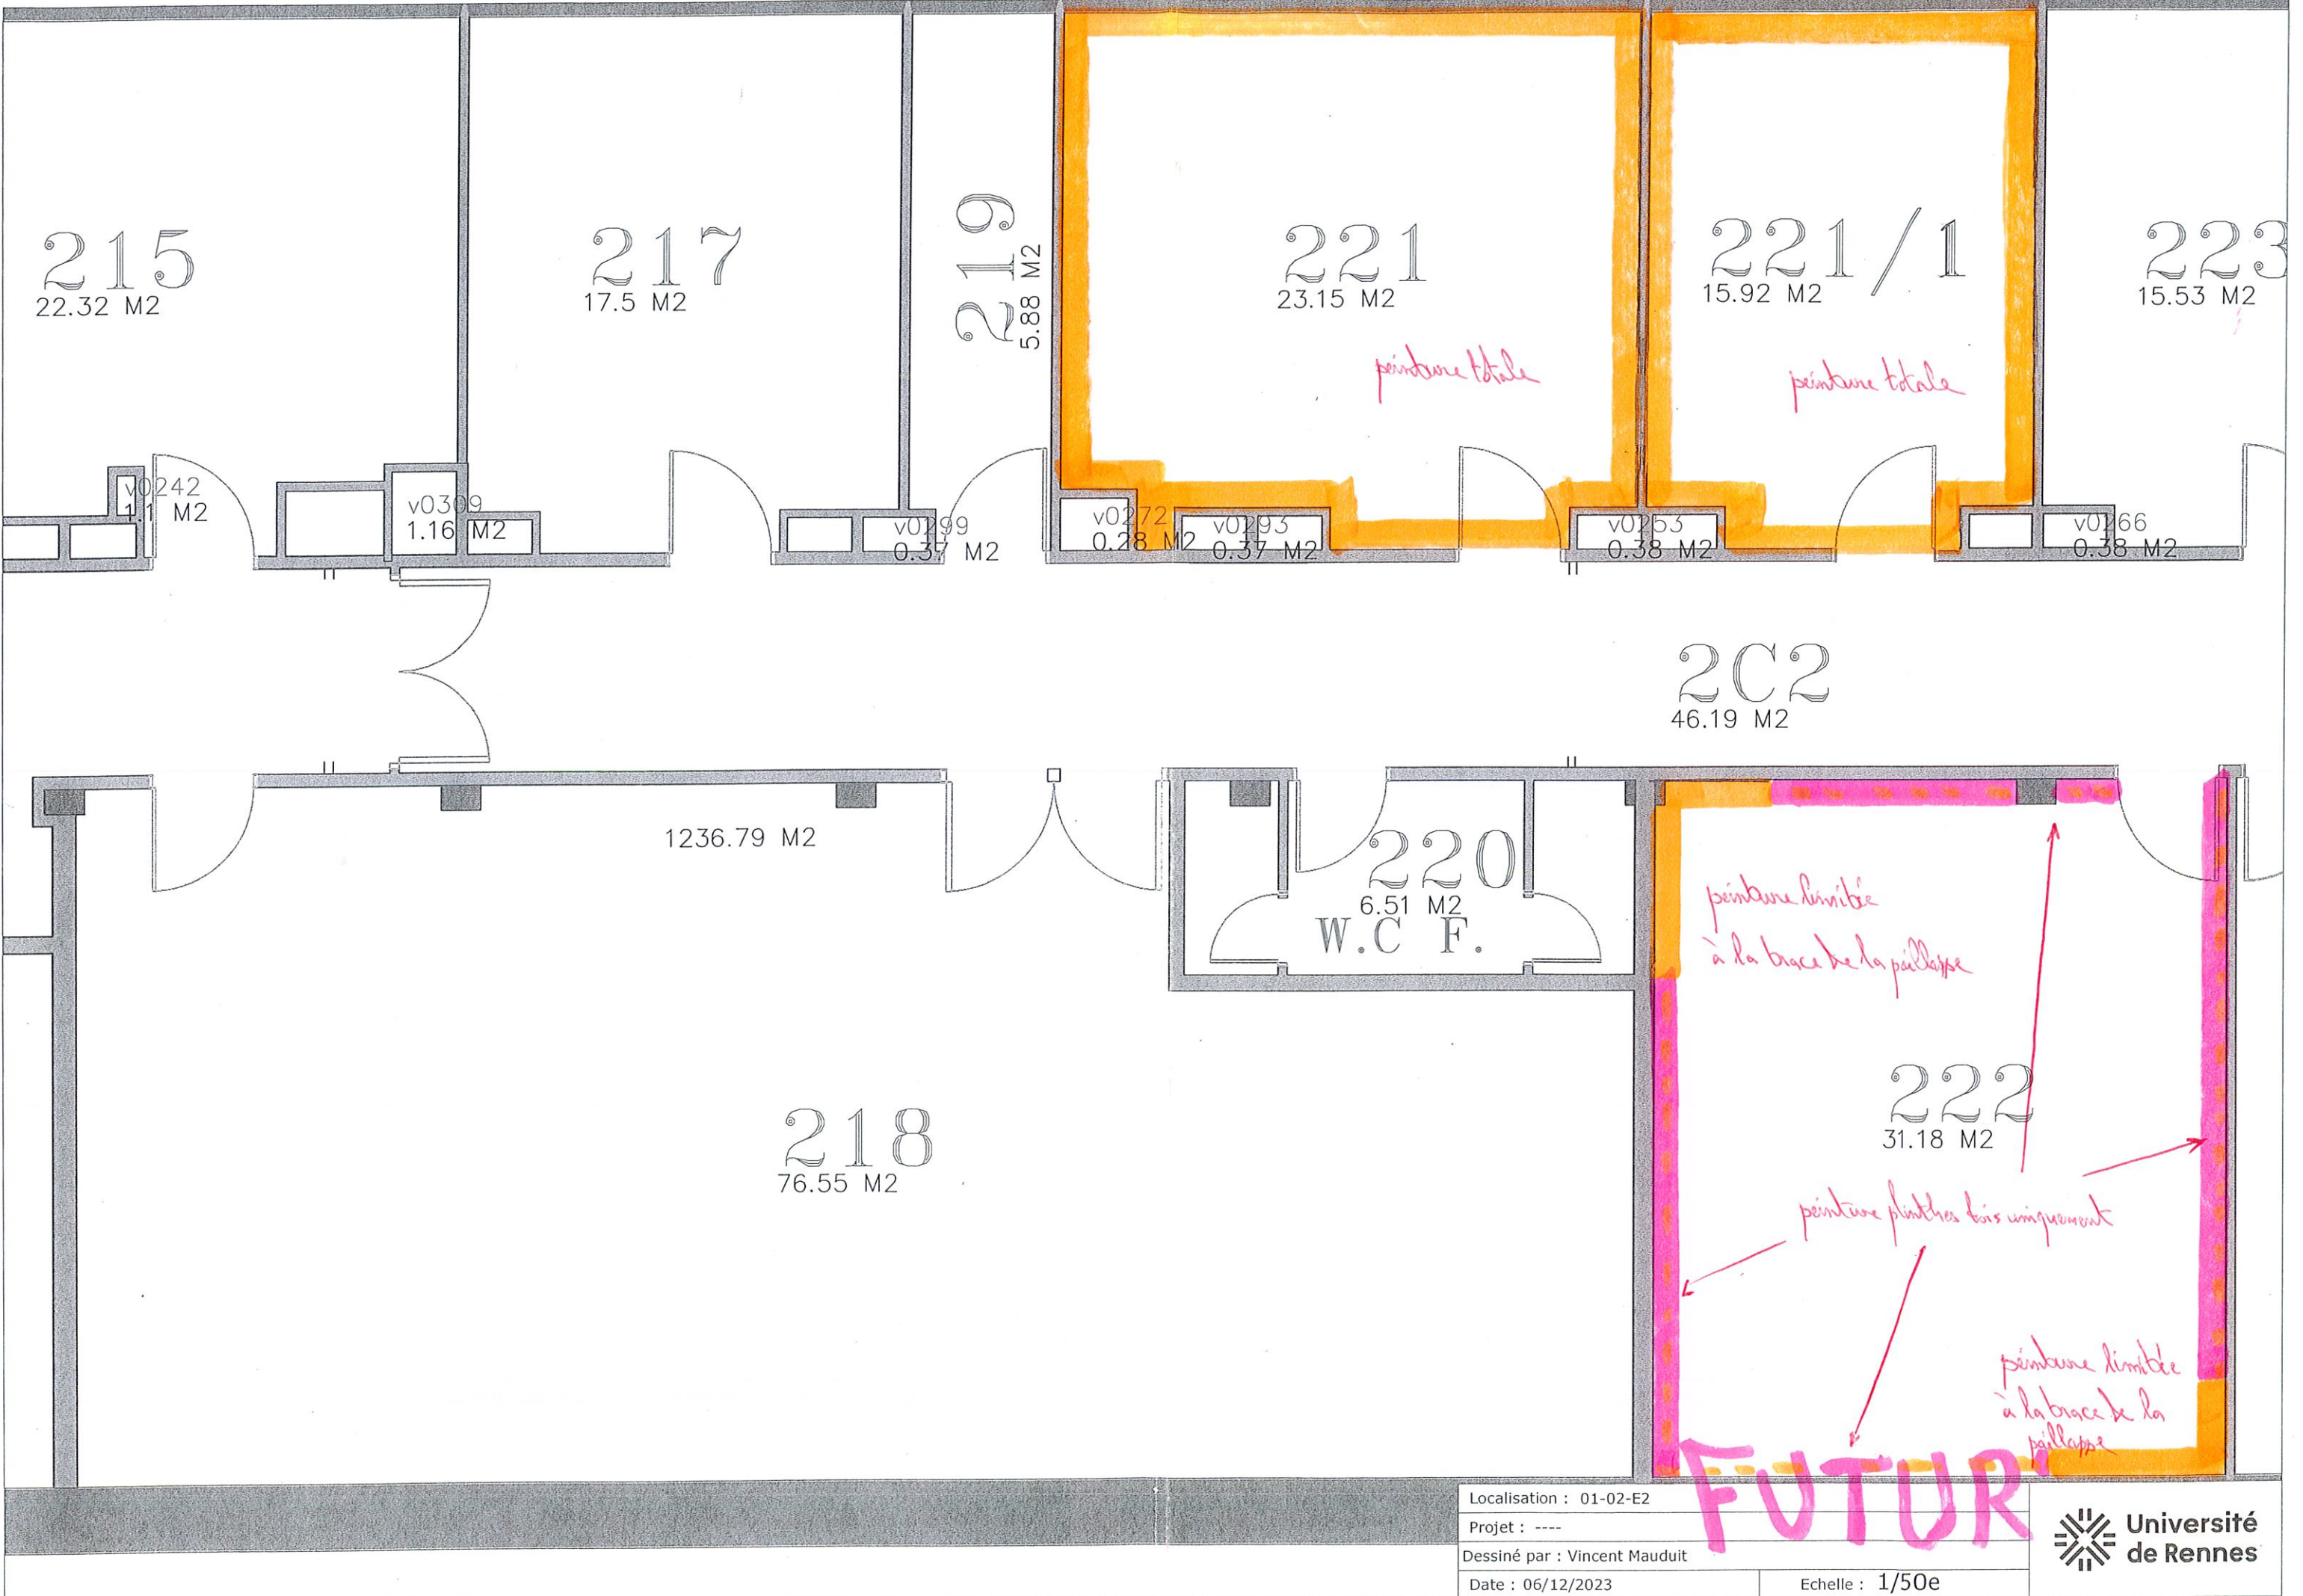 215
22.32 M2
217
17.5 M2
219
5.88 M2
221
23.15 M2
peinture totale
221/1
15.92 M2
peinture totale
223
15.53 M2
v0242
1.1 M2
v0309
1.16 M2
v0299
0.37 M2
v0272
0.28 M2
v0293
0.37 M2
v0253
0.38 M2
v0266
0.38 M2
2C2
46.19 M2
1236.79 M2
220
6.51 M2
W.C F.
peinture limitée
à la trace de la paillasse
218
76.55 M2
222
31.18 M2
peinture plinthes bois uniquement
peinture limitée
à la trace de la
paillasse
FUTUR
Localisation : 01-02-E2
Projet : ----
Dessiné par : Vincent Mauduit
Date : 06/12/2023
Echelle : 1/50e
Université
de Rennes